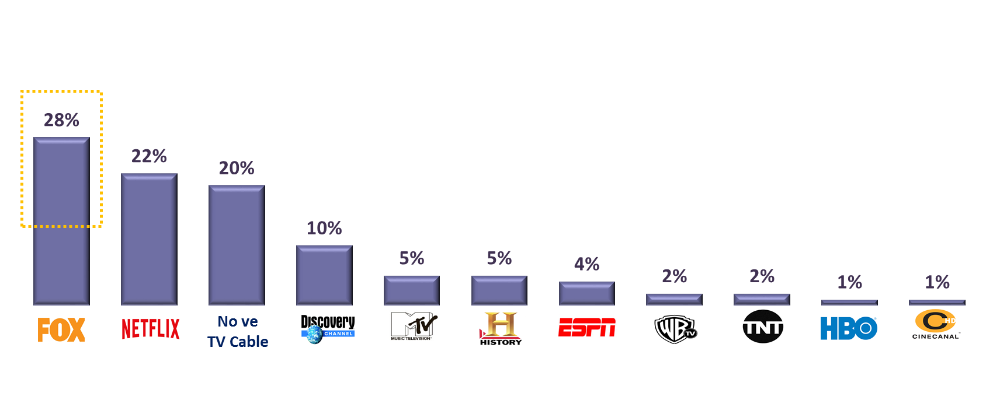 28%
22%
20%
10%
5%
5%
4%
2%
2%
1%
1%
FOX
NETFLIX
No ve
TV Cable
Discovery
CHANNEL
MTV
MUSIC TELEVISION®
H
HISTORY
ESPN
WB
TV
TNT
HBO®
C HD
CINECANAL™